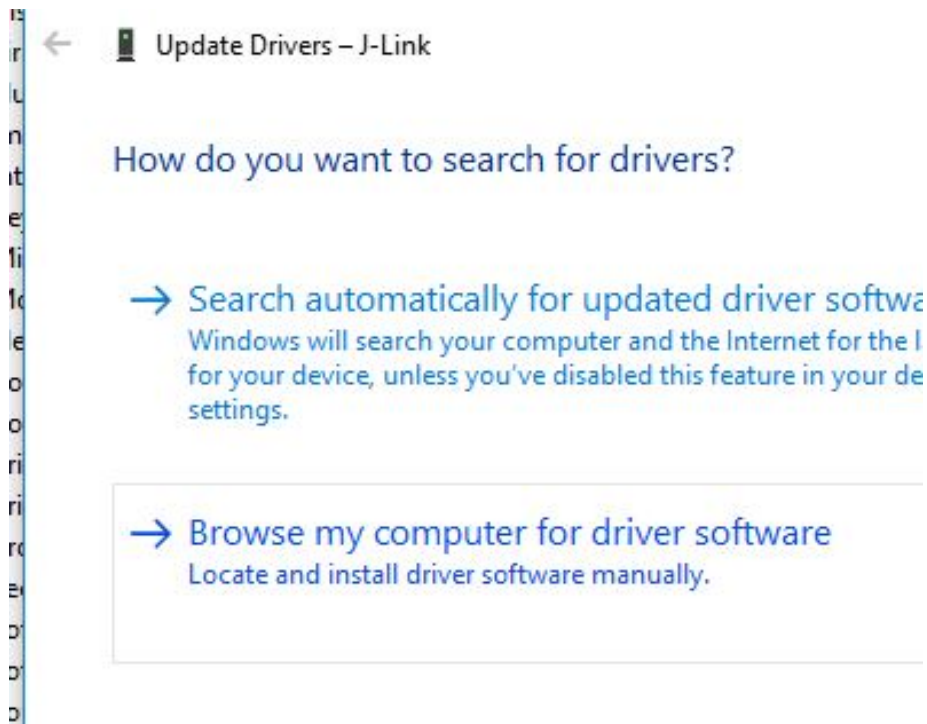 Update Drivers – J-Link
How do you want to search for drivers?
Search automatically for updated driver
Windows will search your computer and the Internet for the
for your device, unless you've disabled this feature in your
settings.
Browse my computer for driver software
Locate and install driver software manually.